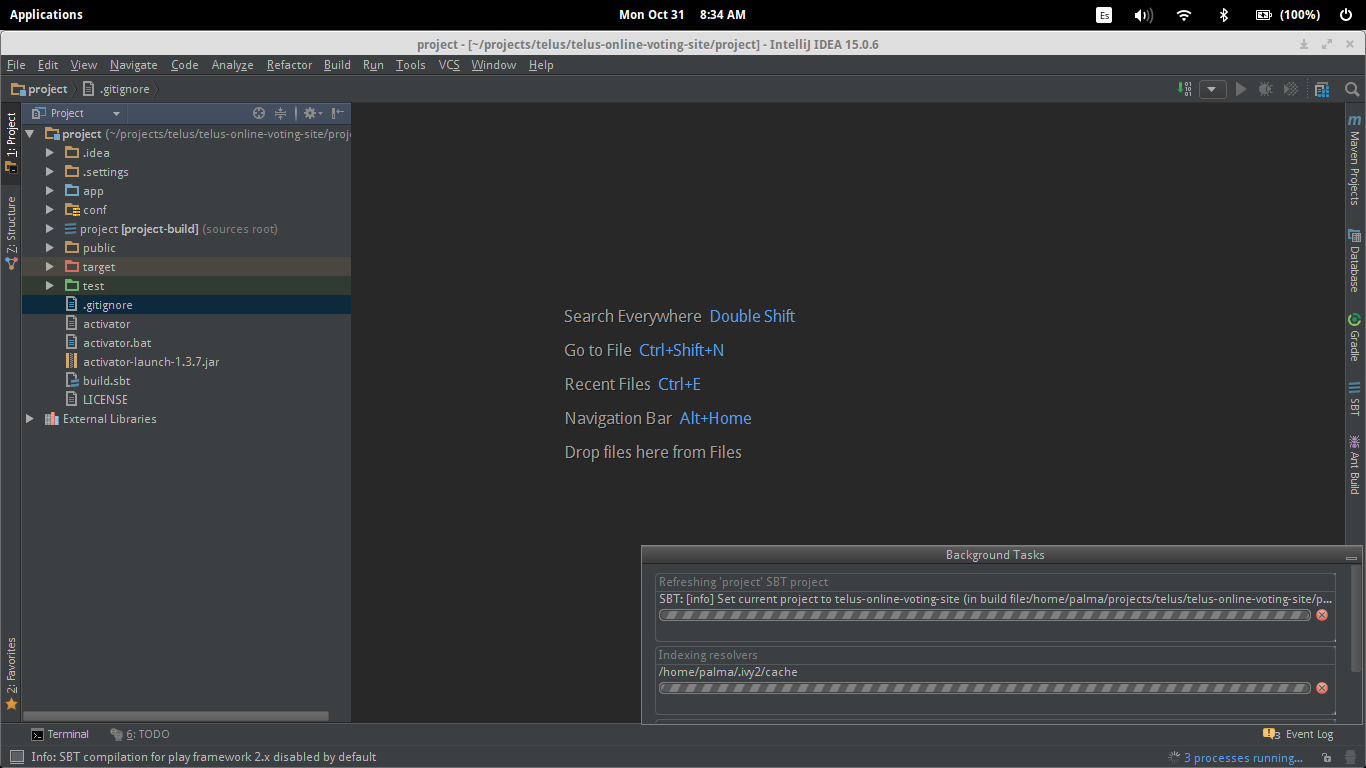 Applications
Mon Oct 31 8:34 AM
Es
(100%)
project - [~/projects/telus/telus-online-voting-site/project] - IntelliJ IDEA 15.0.6
File Edit View Navigate Code Analyze Refactor Build Run Tools VCS Window Help
project .gitignore
Project
1: Project
7: Structure
2: Favorites
project (~/projects/telus/telus-online-voting-site/proj
.idea
.settings
app
conf
project [project-build] (sources root)
public
target
test
.gitignore
activator
activator.bat
activator-launch-1.3.7.jar
build.sbt
LICENSE
External Libraries
Search Everywhere Double Shift
Go to File Ctrl+Shift+N
Recent Files Ctrl+E
Navigation Bar Alt+Home
Drop files here from Files
Maven Projects
Database
Gradle
SBT
Ant Build
Background Tasks
Refreshing 'project' SBT project
SBT: [info] Set current project to telus-online-voting-site (in build file:/home/palma/projects/telus/telus-online-voting-site/p...
Indexing resolvers
/home/palma/.ivy2/cache
Terminal
6: TODO
3 Event Log
Info: SBT compilation for play framework 2.x disabled by default
3 processes running...